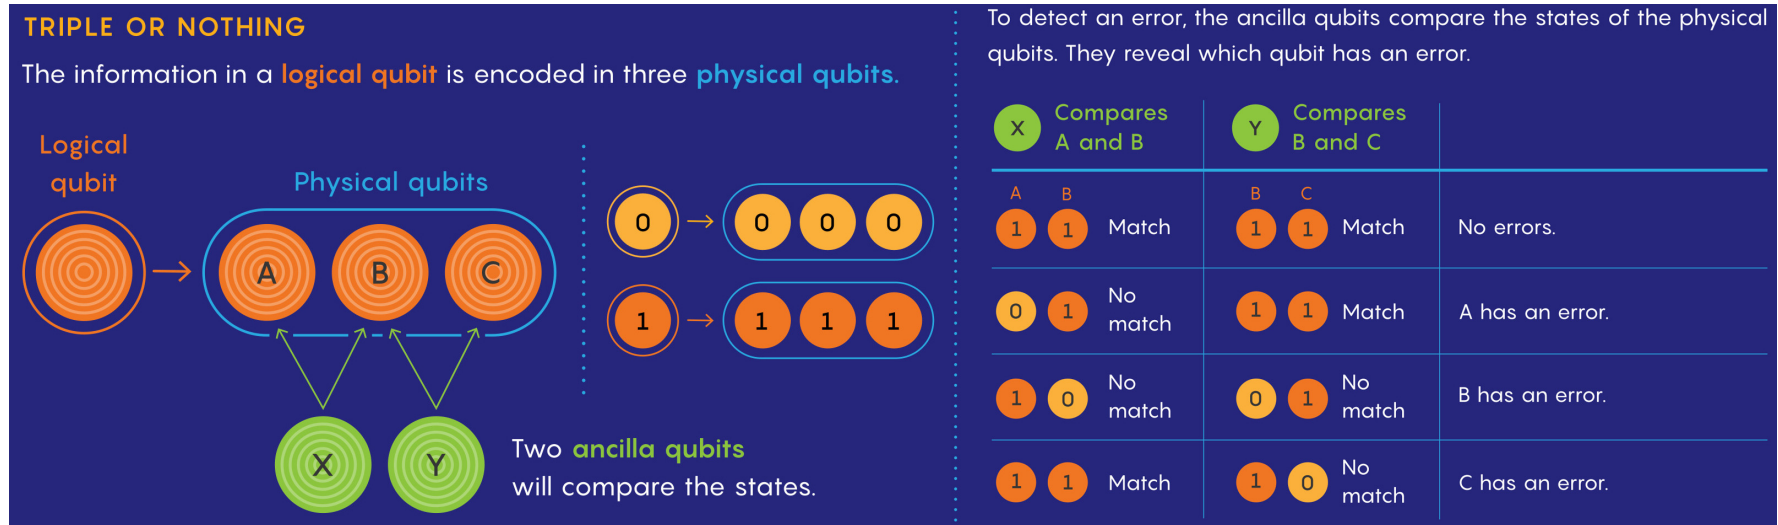 TRIPLE OR NOTHING
The information in a logical qubit is encoded in three physical qubits.
Logical
qubit
Physical qubits
A B C
X Y
0 → 0 0 0
1 → 1 1 1
Two ancilla qubits
will compare the states.
To detect an error, the ancilla qubits compare the states of the physical
qubits. They reveal which qubit has an error.
X Compares
A and B
Y Compares
B and C
A B
B C
1 1 Match
1 1 Match
No errors.
0 1 No
match
1 1 Match
A has an error.
1 0 No
match
0 1 No
match
B has an error.
1 1 Match
1 0 No
match
C has an error.